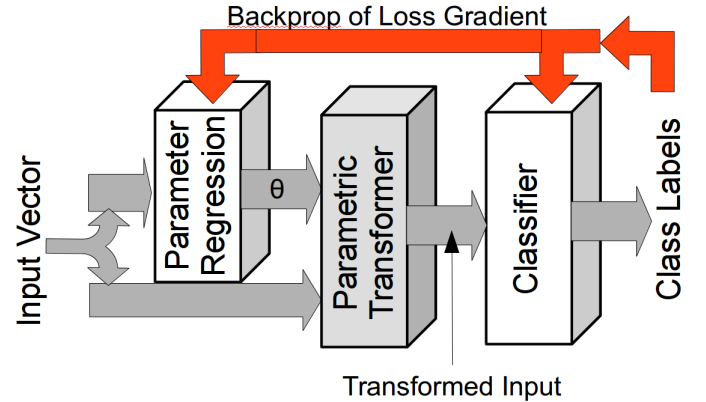 Backprop of Loss Gradient
Input Vector
Parameter
Regression
θ
Parametric
Transformer
Classifier
Class Labels
Transformed Input